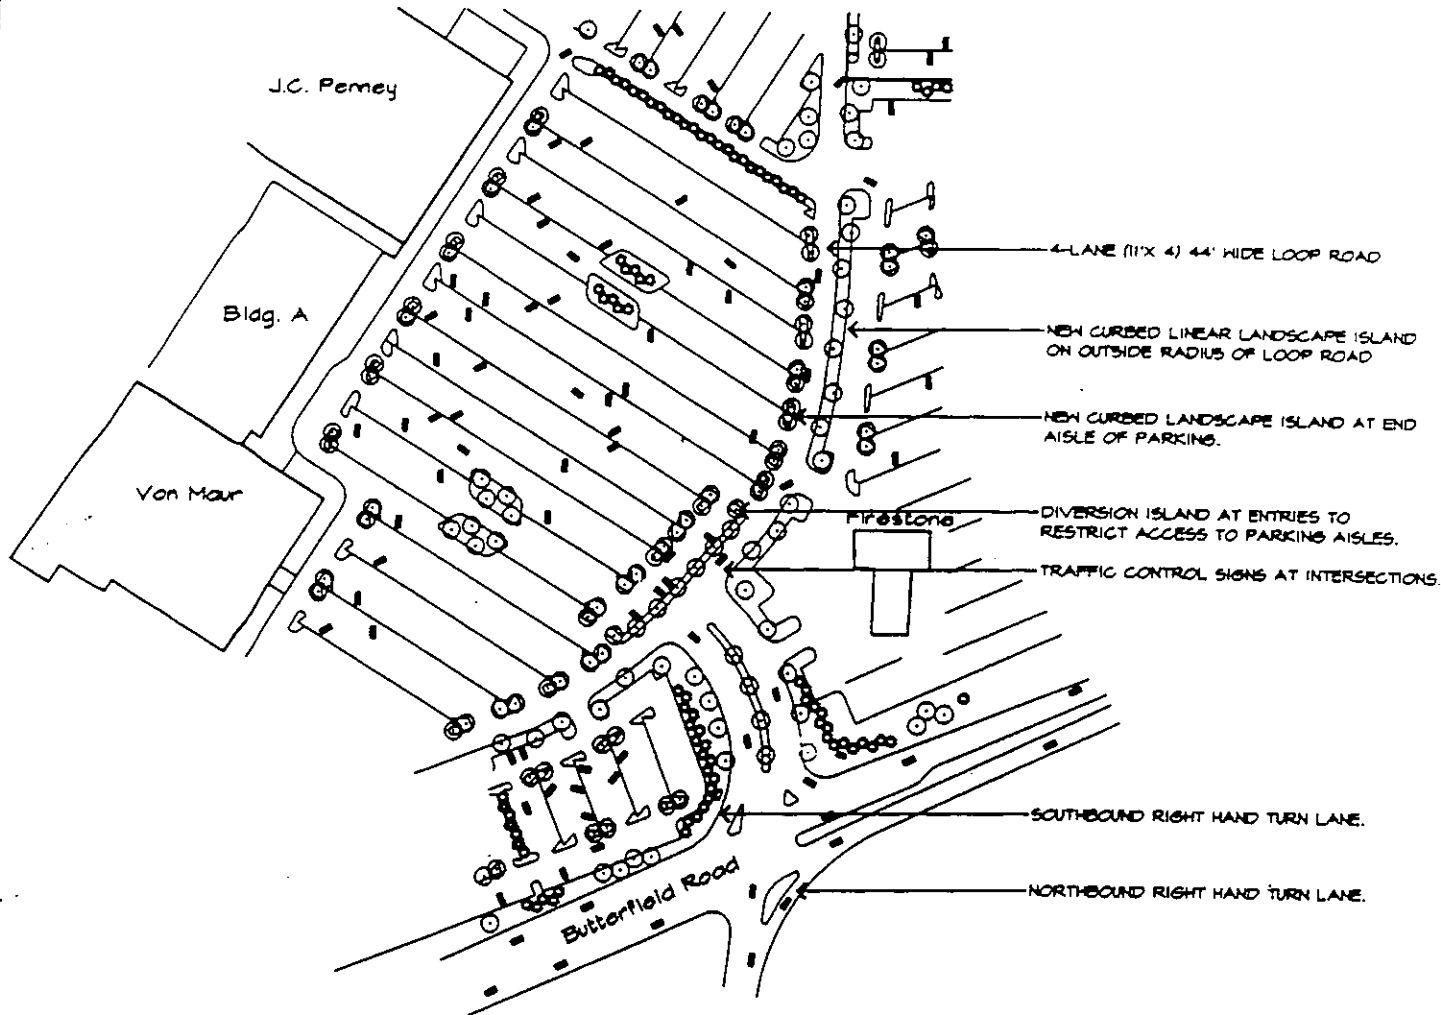 J.C. Penney
Bldg. A
Von Maur
4-LANE (11'X 4) 44' WIDE LOOP ROAD
NEW CURBED LINEAR LANDSCAPE ISLAND
ON OUTSIDE RADIUS OF LOOP ROAD
NEW CURBED LANDSCAPE ISLAND AT END
AISLE OF PARKING.
DIVERSION ISLAND AT ENTRIES TO
RESTRICT ACCESS TO PARKING AISLES.
Firestone
TRAFFIC CONTROL SIGNS AT INTERSECTIONS.
SOUTHBOUND RIGHT HAND TURN LANE.
Butterfield Road
NORTHBOUND RIGHT HAND TURN LANE.